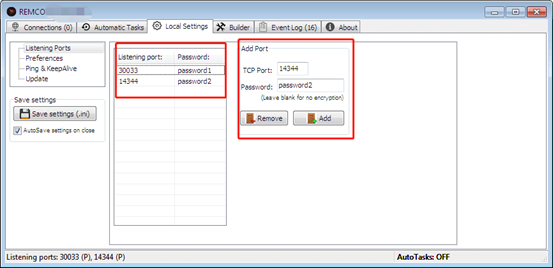 REMCO
Connections (0) Automatic Tasks Local Settings Builder Event Log (16) About
Listening Ports
Preferences
Ping & KeepAlive
Update
Save settings
Save settings (.ini)
AutoSave settings on close
Listening port: Password:
30033 password1
14344 password2
Add Port
TCP Port: 14344
Password: password2
(Leave blank for no encryption)
Remove Add
Listening ports: 30033 (P), 14344 (P) AutoTasks: OFF